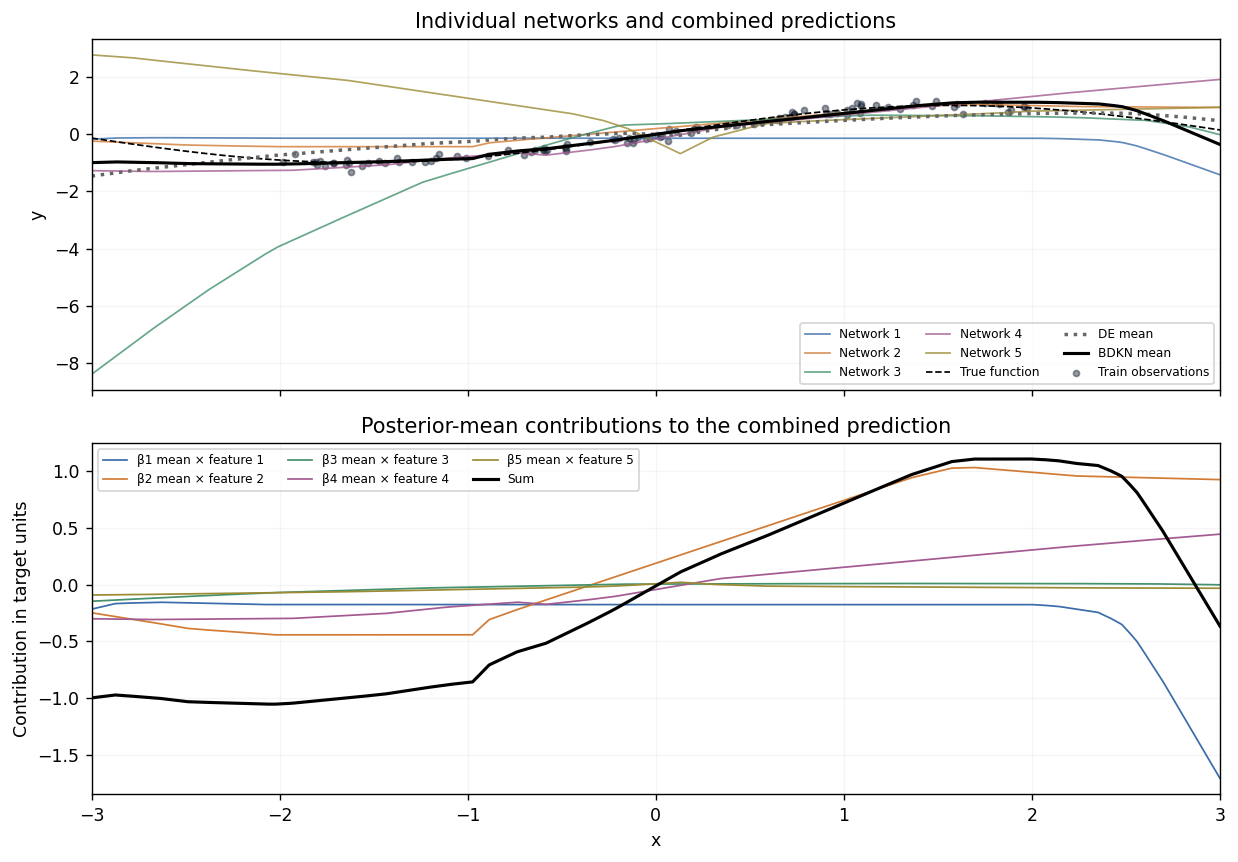 Individual networks and combined predictions
2
0
−2
−4
−6
−8
y
Network 1
Network 2
Network 3
Network 4
Network 5
True function
DE mean
BDKN mean
Train observations
Posterior-mean contributions to the combined prediction
β1 mean × feature 1
β2 mean × feature 2
β3 mean × feature 3
β4 mean × feature 4
β5 mean × feature 5
Sum
1.0
0.5
0.0
−0.5
−1.0
−1.5
Contribution in target units
−3
−2
−1
0
1
2
3
x